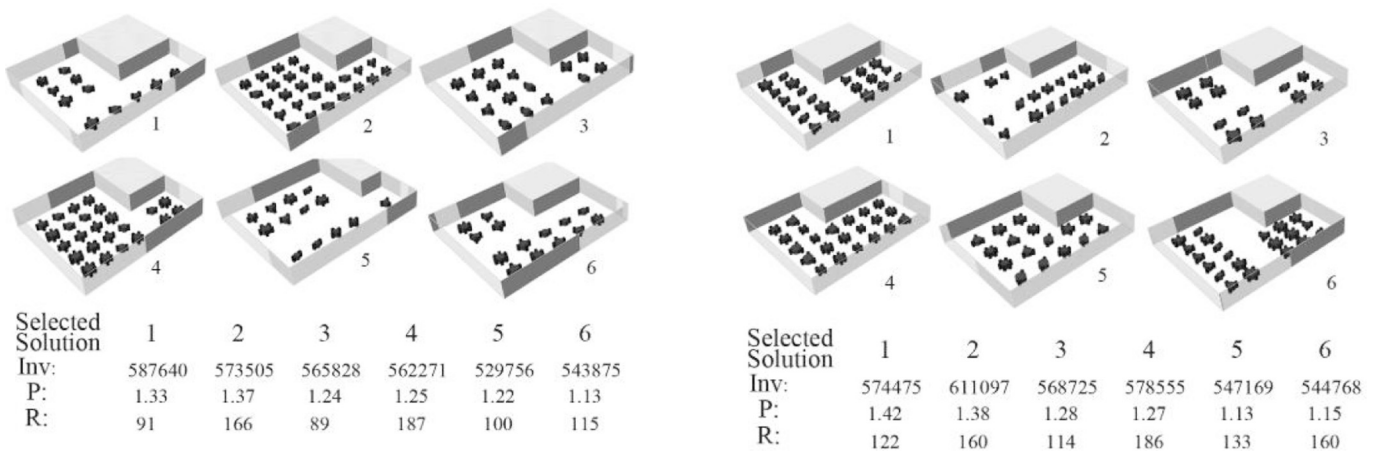 1 2 3
4 5 6
Selected Solution 1 2 3 4 5 6
Inv: 587640 573505 565828 562271 529756 543875
P: 1.33 1.37 1.24 1.25 1.22 1.13
R: 91 166 89 187 100 115
1 2 3
4 5 6
Selected Solution 1 2 3 4 5 6
Inv: 574475 611097 568725 578555 547169 544768
P: 1.42 1.38 1.28 1.27 1.13 1.15
R: 122 160 114 186 133 160